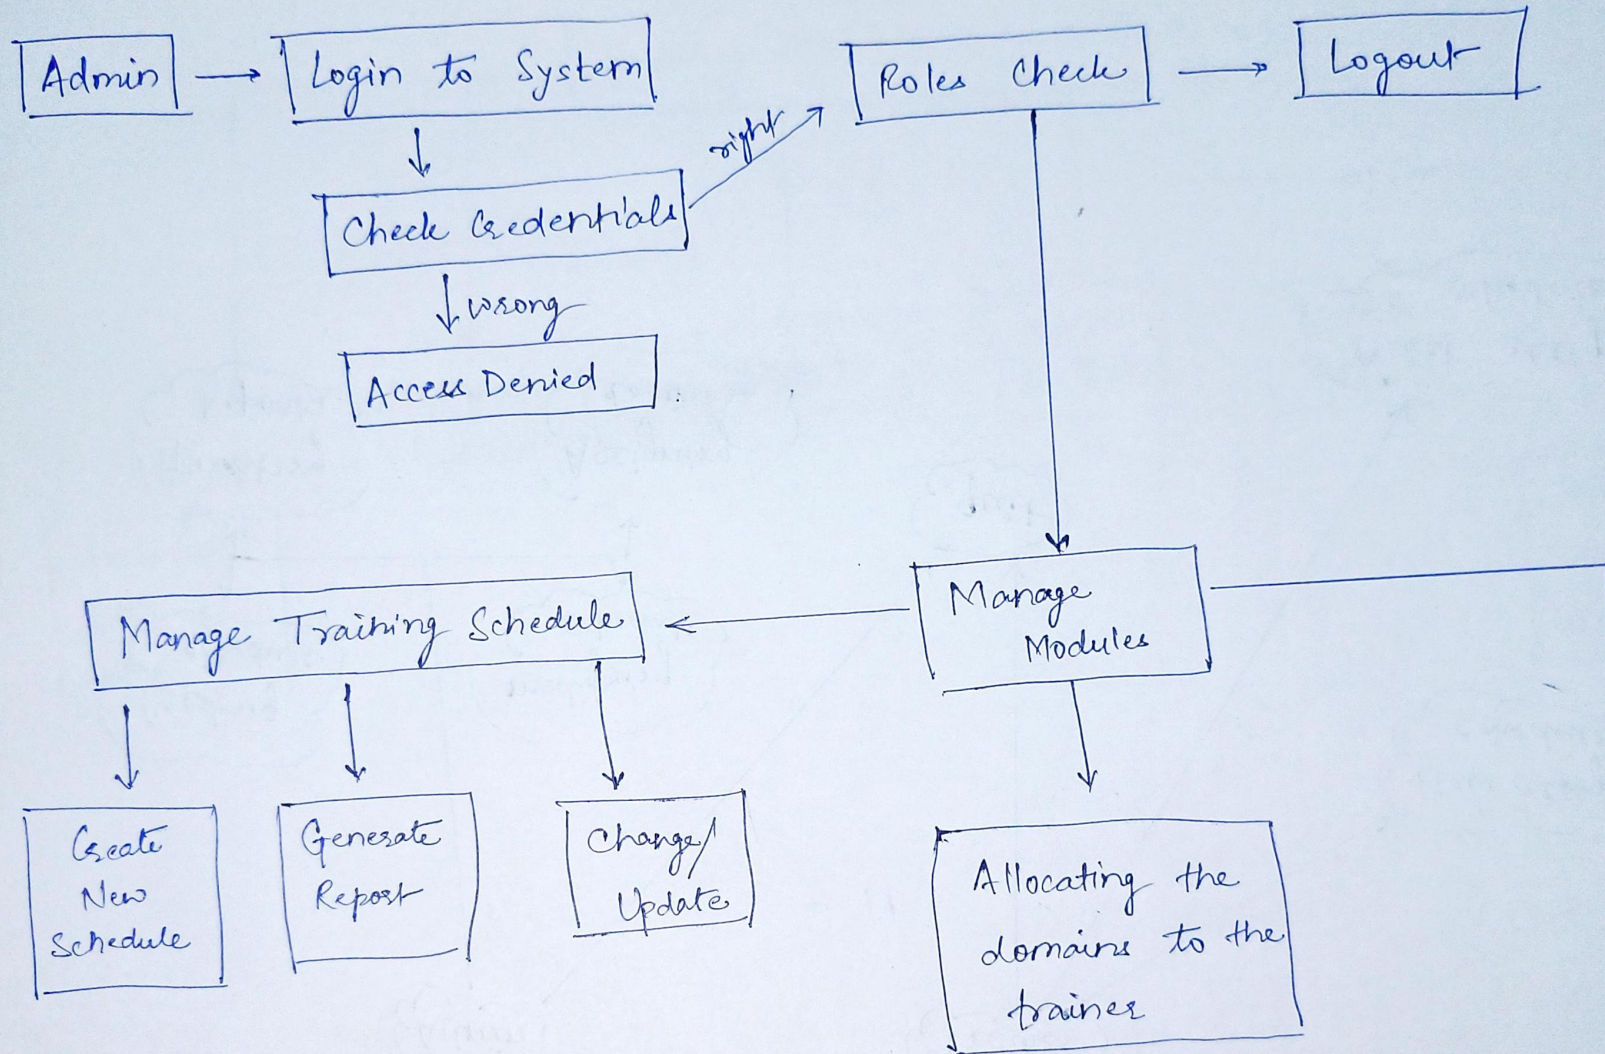 Admin
Login to System
Roles Check
Logout
right
Check Credentials
wrong
Access Denied
Manage
Modules
Manage Training Schedule
Create
New
Schedule
Generate
Report
Change/
Update
Allocating the
domains to the
trainer